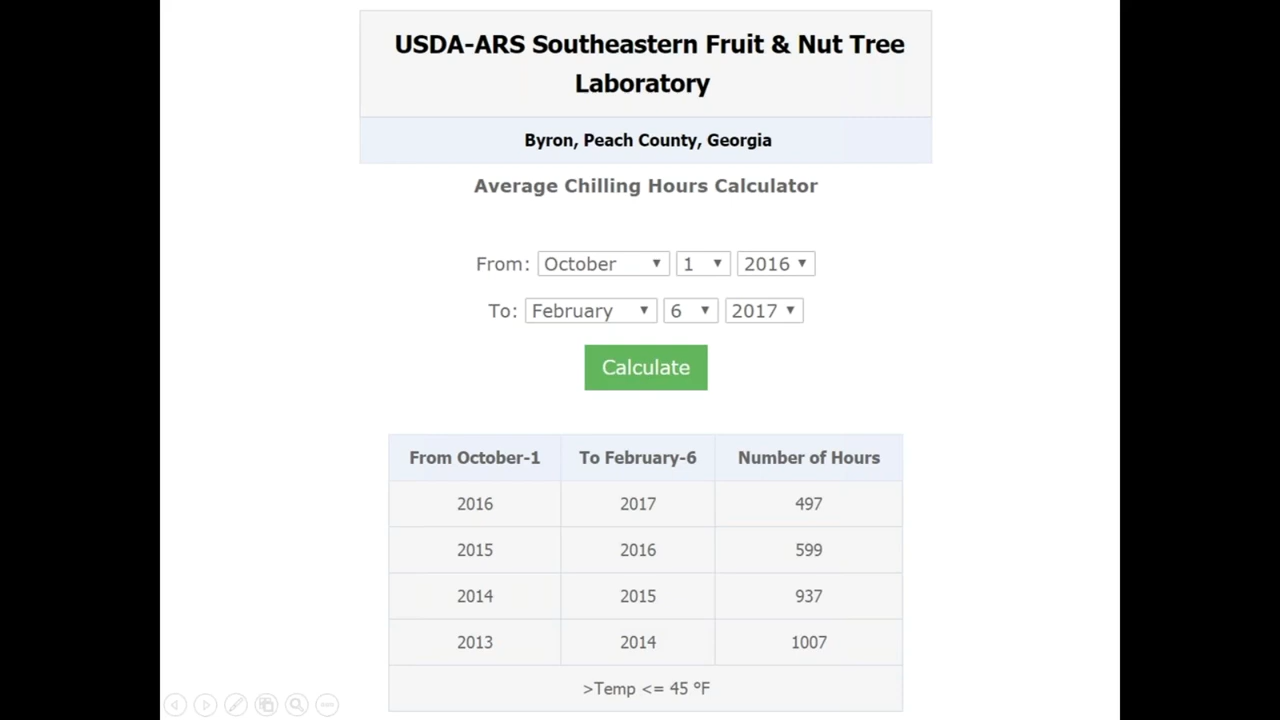 USDA-ARS Southeastern Fruit & Nut Tree
Laboratory
Byron, Peach County, Georgia
Average Chilling Hours Calculator
From: October 1 2016
To: February 6 2017
Calculate
From October-1 To February-6 Number of Hours
2016 2017 497
2015 2016 599
2014 2015 937
2013 2014 1007
>Temp <= 45 °F